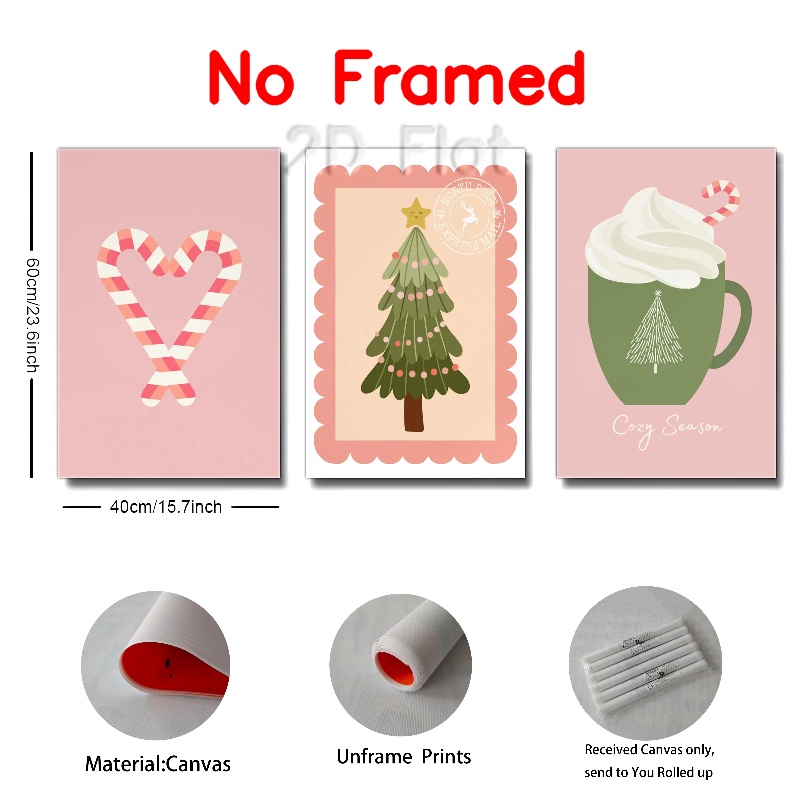 No Framed
2D Flat
60cm/23.6inch
NORTH POLE
EXPRESS MAIL
Cozy Season
40cm/15.7inch
Material:Canvas
Unframe Prints
Received Canvas only,
send to You Rolled up